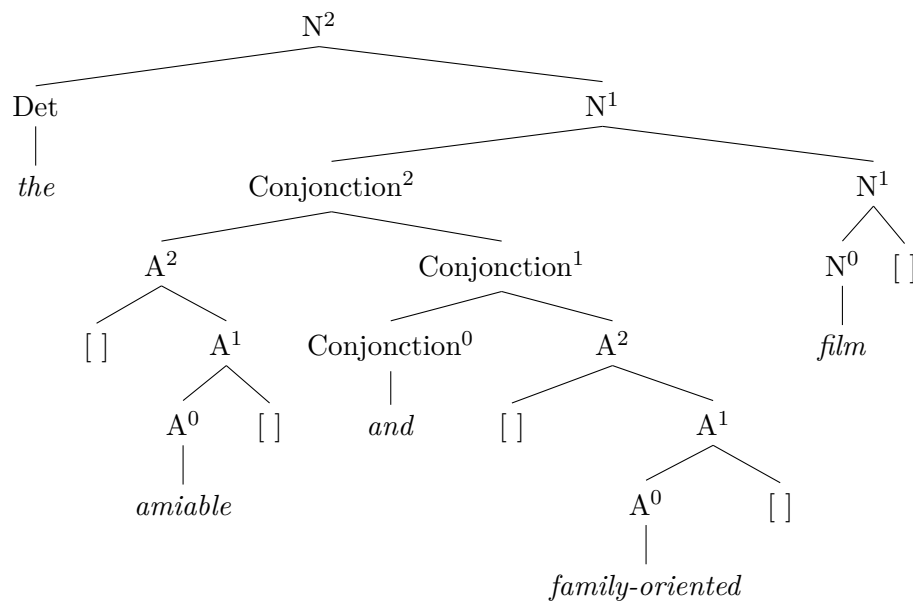 N²
Det N¹
the Conjonction² N¹
A² Conjonction¹ N⁰ [ ]
[ ] A¹ Conjonction⁰ A² film
A⁰ [ ] and [ ] A¹
amiable A⁰ [ ]
family-oriented